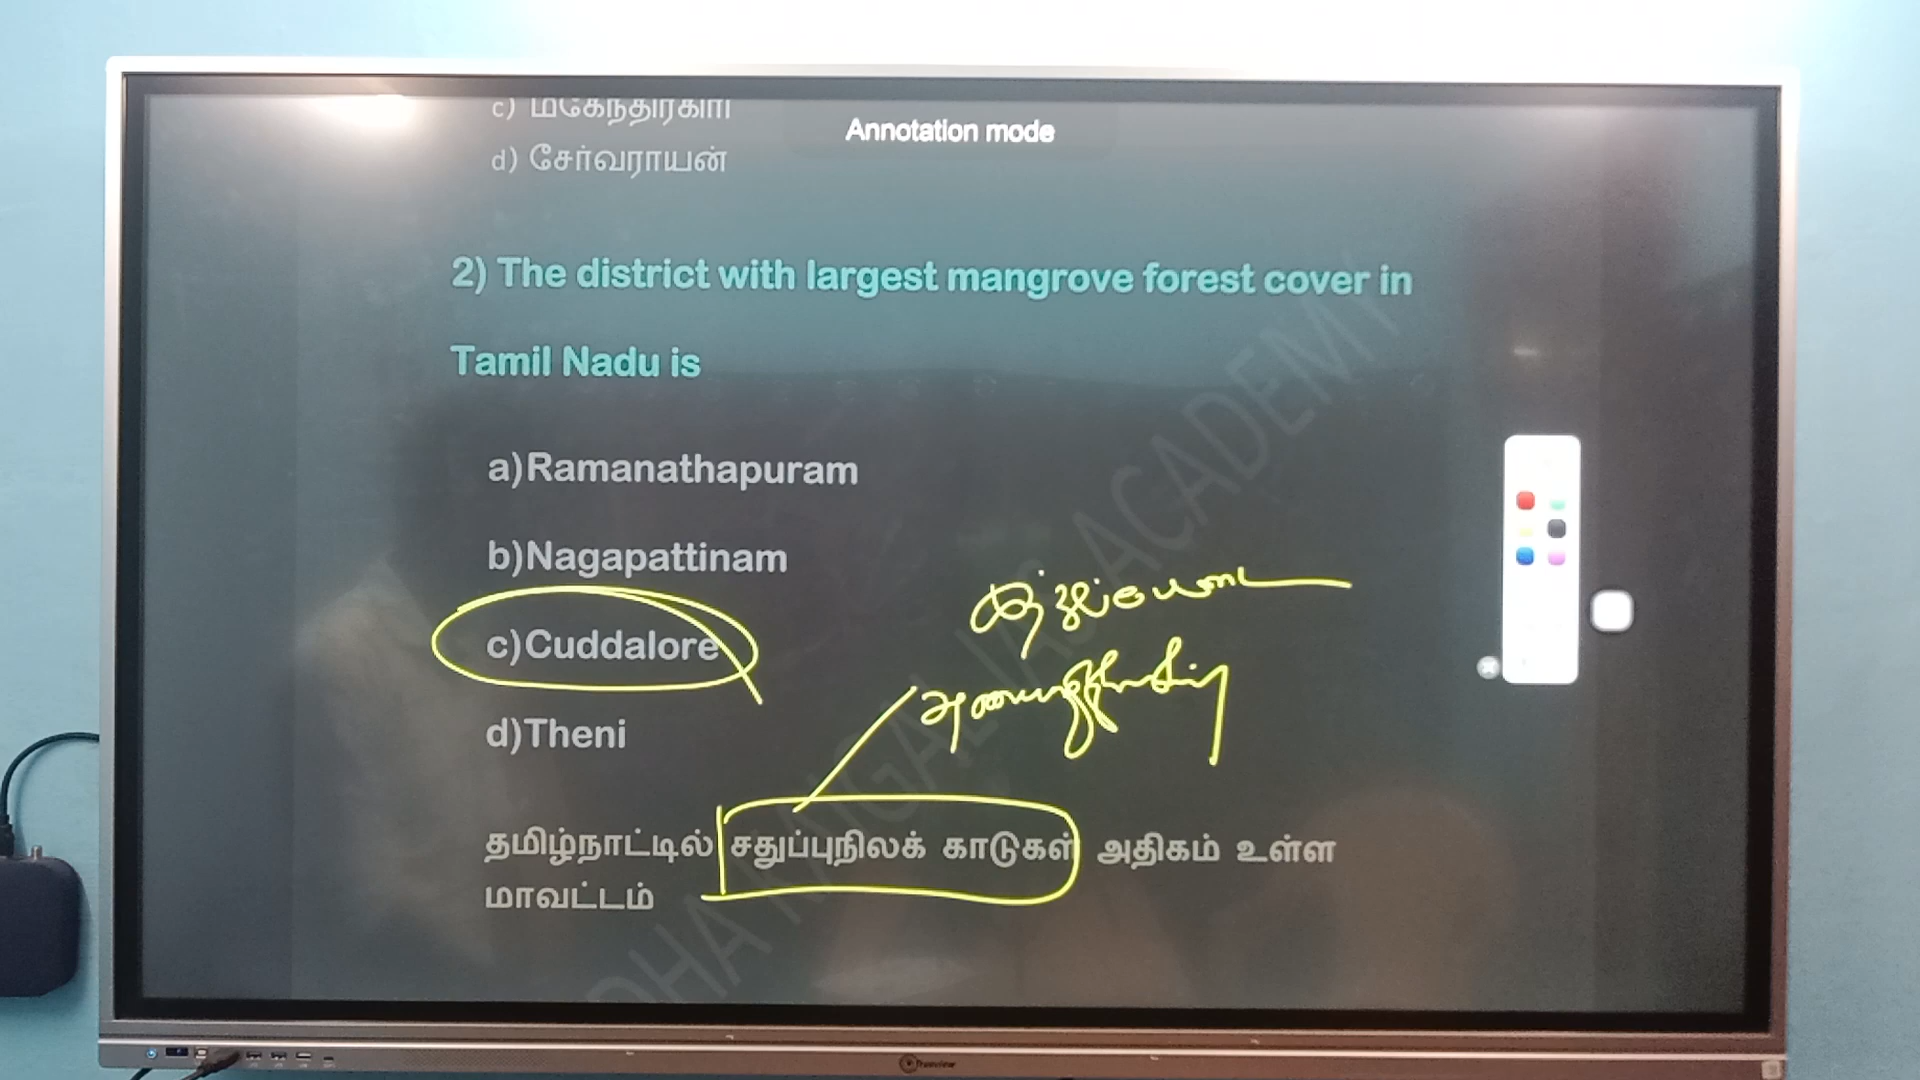 c) மகேந்திரகிரி
Annotation mode
d) சேர்வராயன்
2) The district with largest mangrove forest cover in
Tamil Nadu is
a)Ramanathapuram
b)Nagapattinam
c)Cuddalore
d)Theni
தமிழ்நாட்டில் சதுப்புநிலக் காடுகள் அதிகம் உள்ள
மாவட்டம்